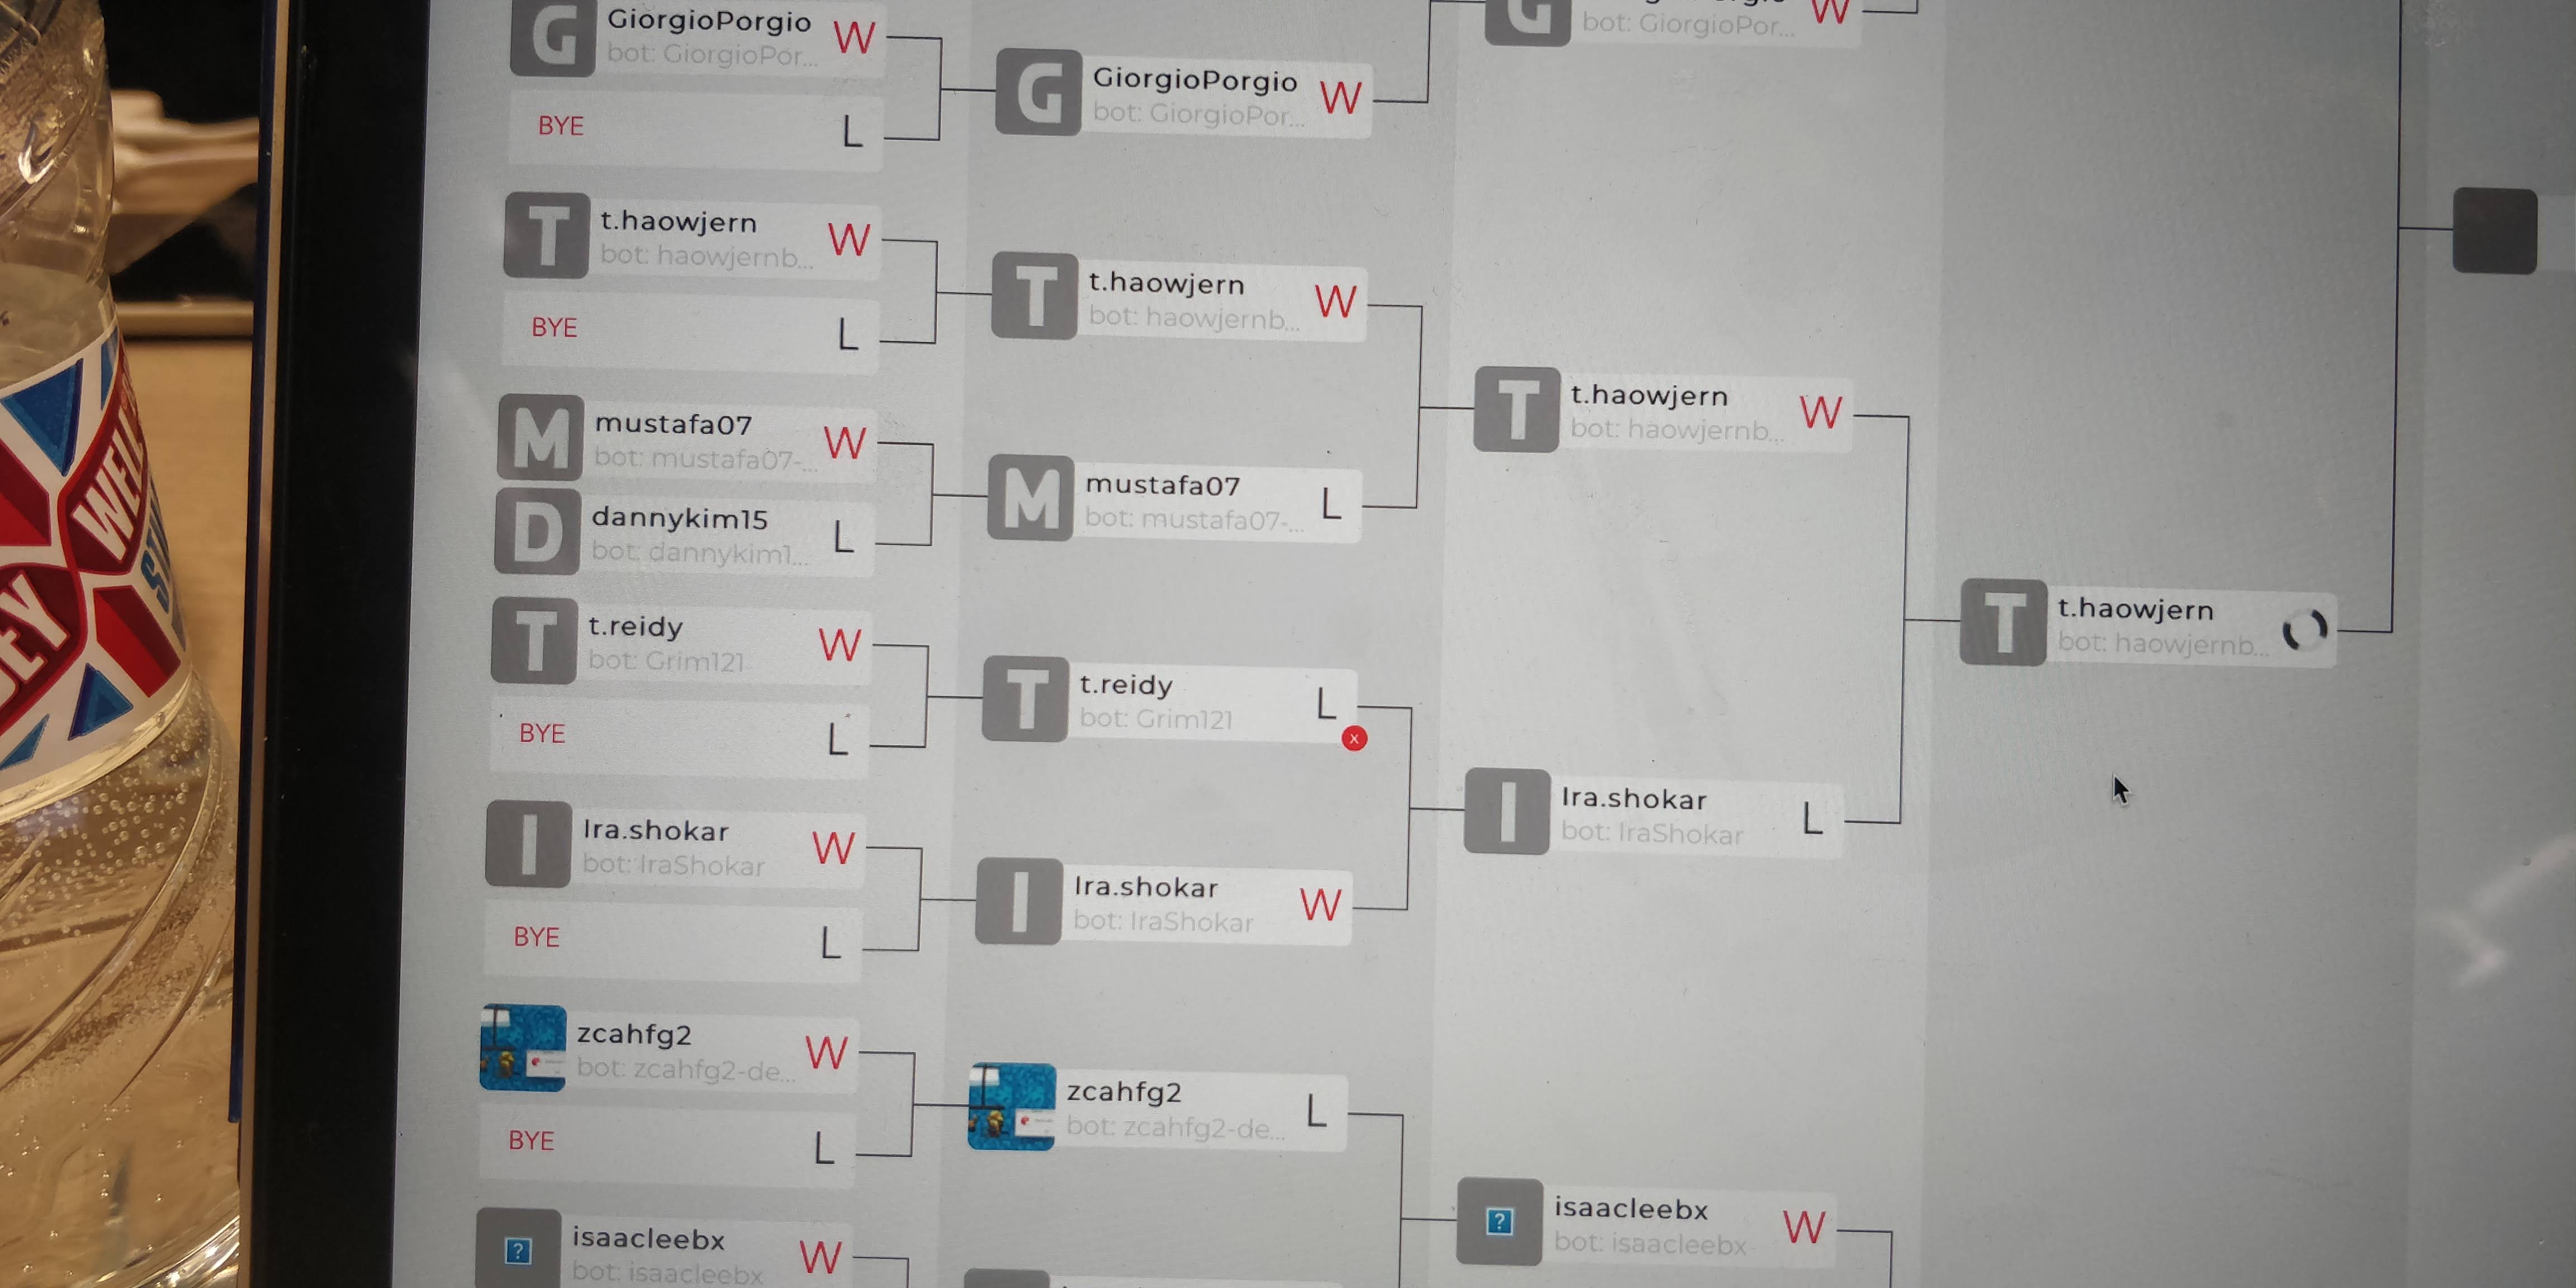 G
GiorgioPorgio
bot: GiorgioPor...
W
BYE
L
T
t.haowjern
bot: haowjernb...
W
BYE
L
M
mustafa07
bot: mustafa07-...
W
D
dannykim15
bot: dannykim1...
L
T
t.reidy
bot: Grim121
W
BYE
L
I
Ira.shokar
bot: IraShokar
W
BYE
L
zcahfg2
bot: zcahfg2-de...
W
BYE
L
?
isaacleebx
bot: isaacleebx
W
G
GiorgioPorgio
bot: GiorgioPor...
W
T
t.haowjern
bot: haowjernb...
W
M
mustafa07
bot: mustafa07-...
L
T
t.reidy
bot: Grim121
L
x
I
Ira.shokar
bot: IraShokar
W
zcahfg2
bot: zcahfg2-de...
L
G
bot: GiorgioPor...
W
T
t.haowjern
bot: haowjernb...
W
I
Ira.shokar
bot: IraShokar
L
?
isaacleebx
bot: isaacleebx-
W
T
t.haowjern
bot: haowjernb...